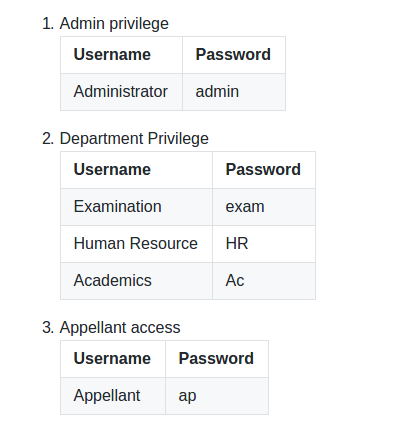 1. Admin privilege
Username Password
Administrator admin
2. Department Privilege
Username Password
Examination exam
Human Resource HR
Academics Ac
3. Appellant access
Username Password
Appellant ap